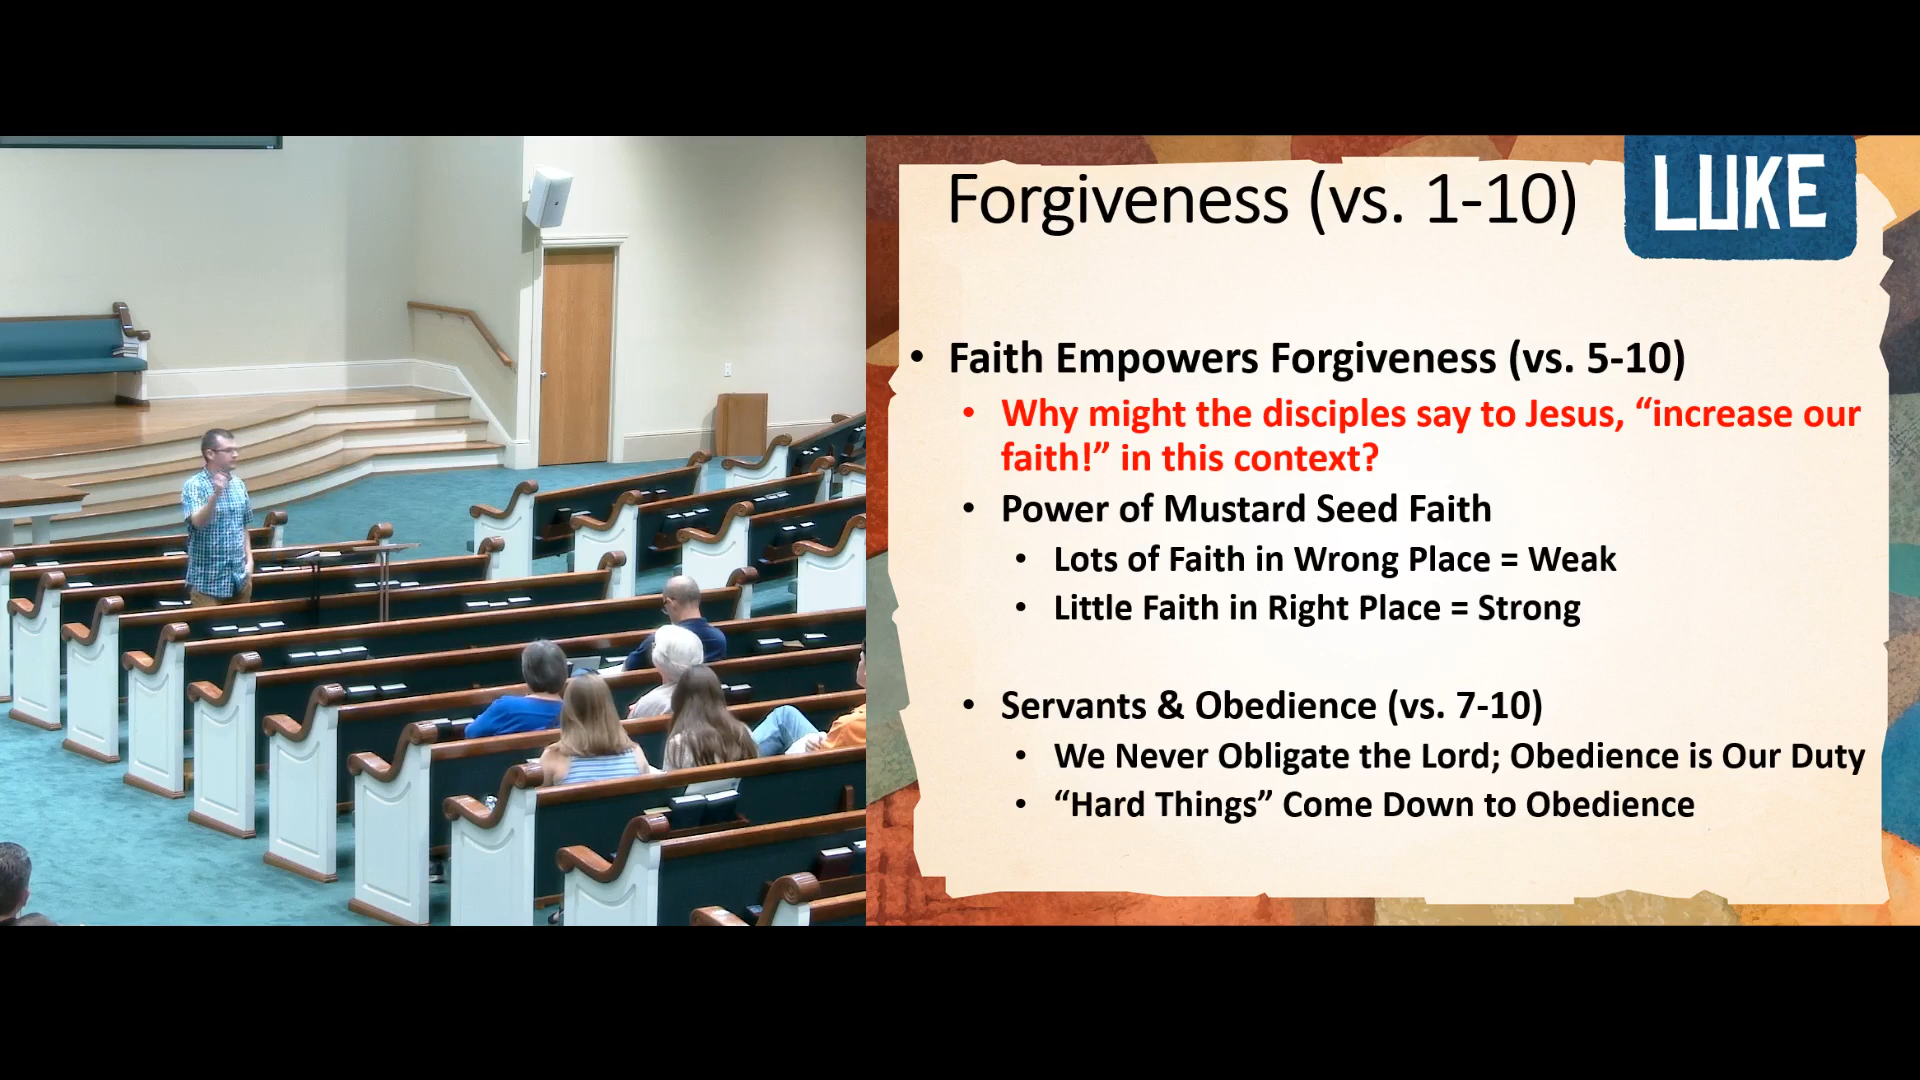 Forgiveness (vs. 1-10)
LUKE
• Faith Empowers Forgiveness (vs. 5-10)
• Why might the disciples say to Jesus, “increase our
faith!” in this context?
• Power of Mustard Seed Faith
• Lots of Faith in Wrong Place = Weak
• Little Faith in Right Place = Strong
• Servants & Obedience (vs. 7-10)
• We Never Obligate the Lord; Obedience is Our Duty
• “Hard Things” Come Down to Obedience